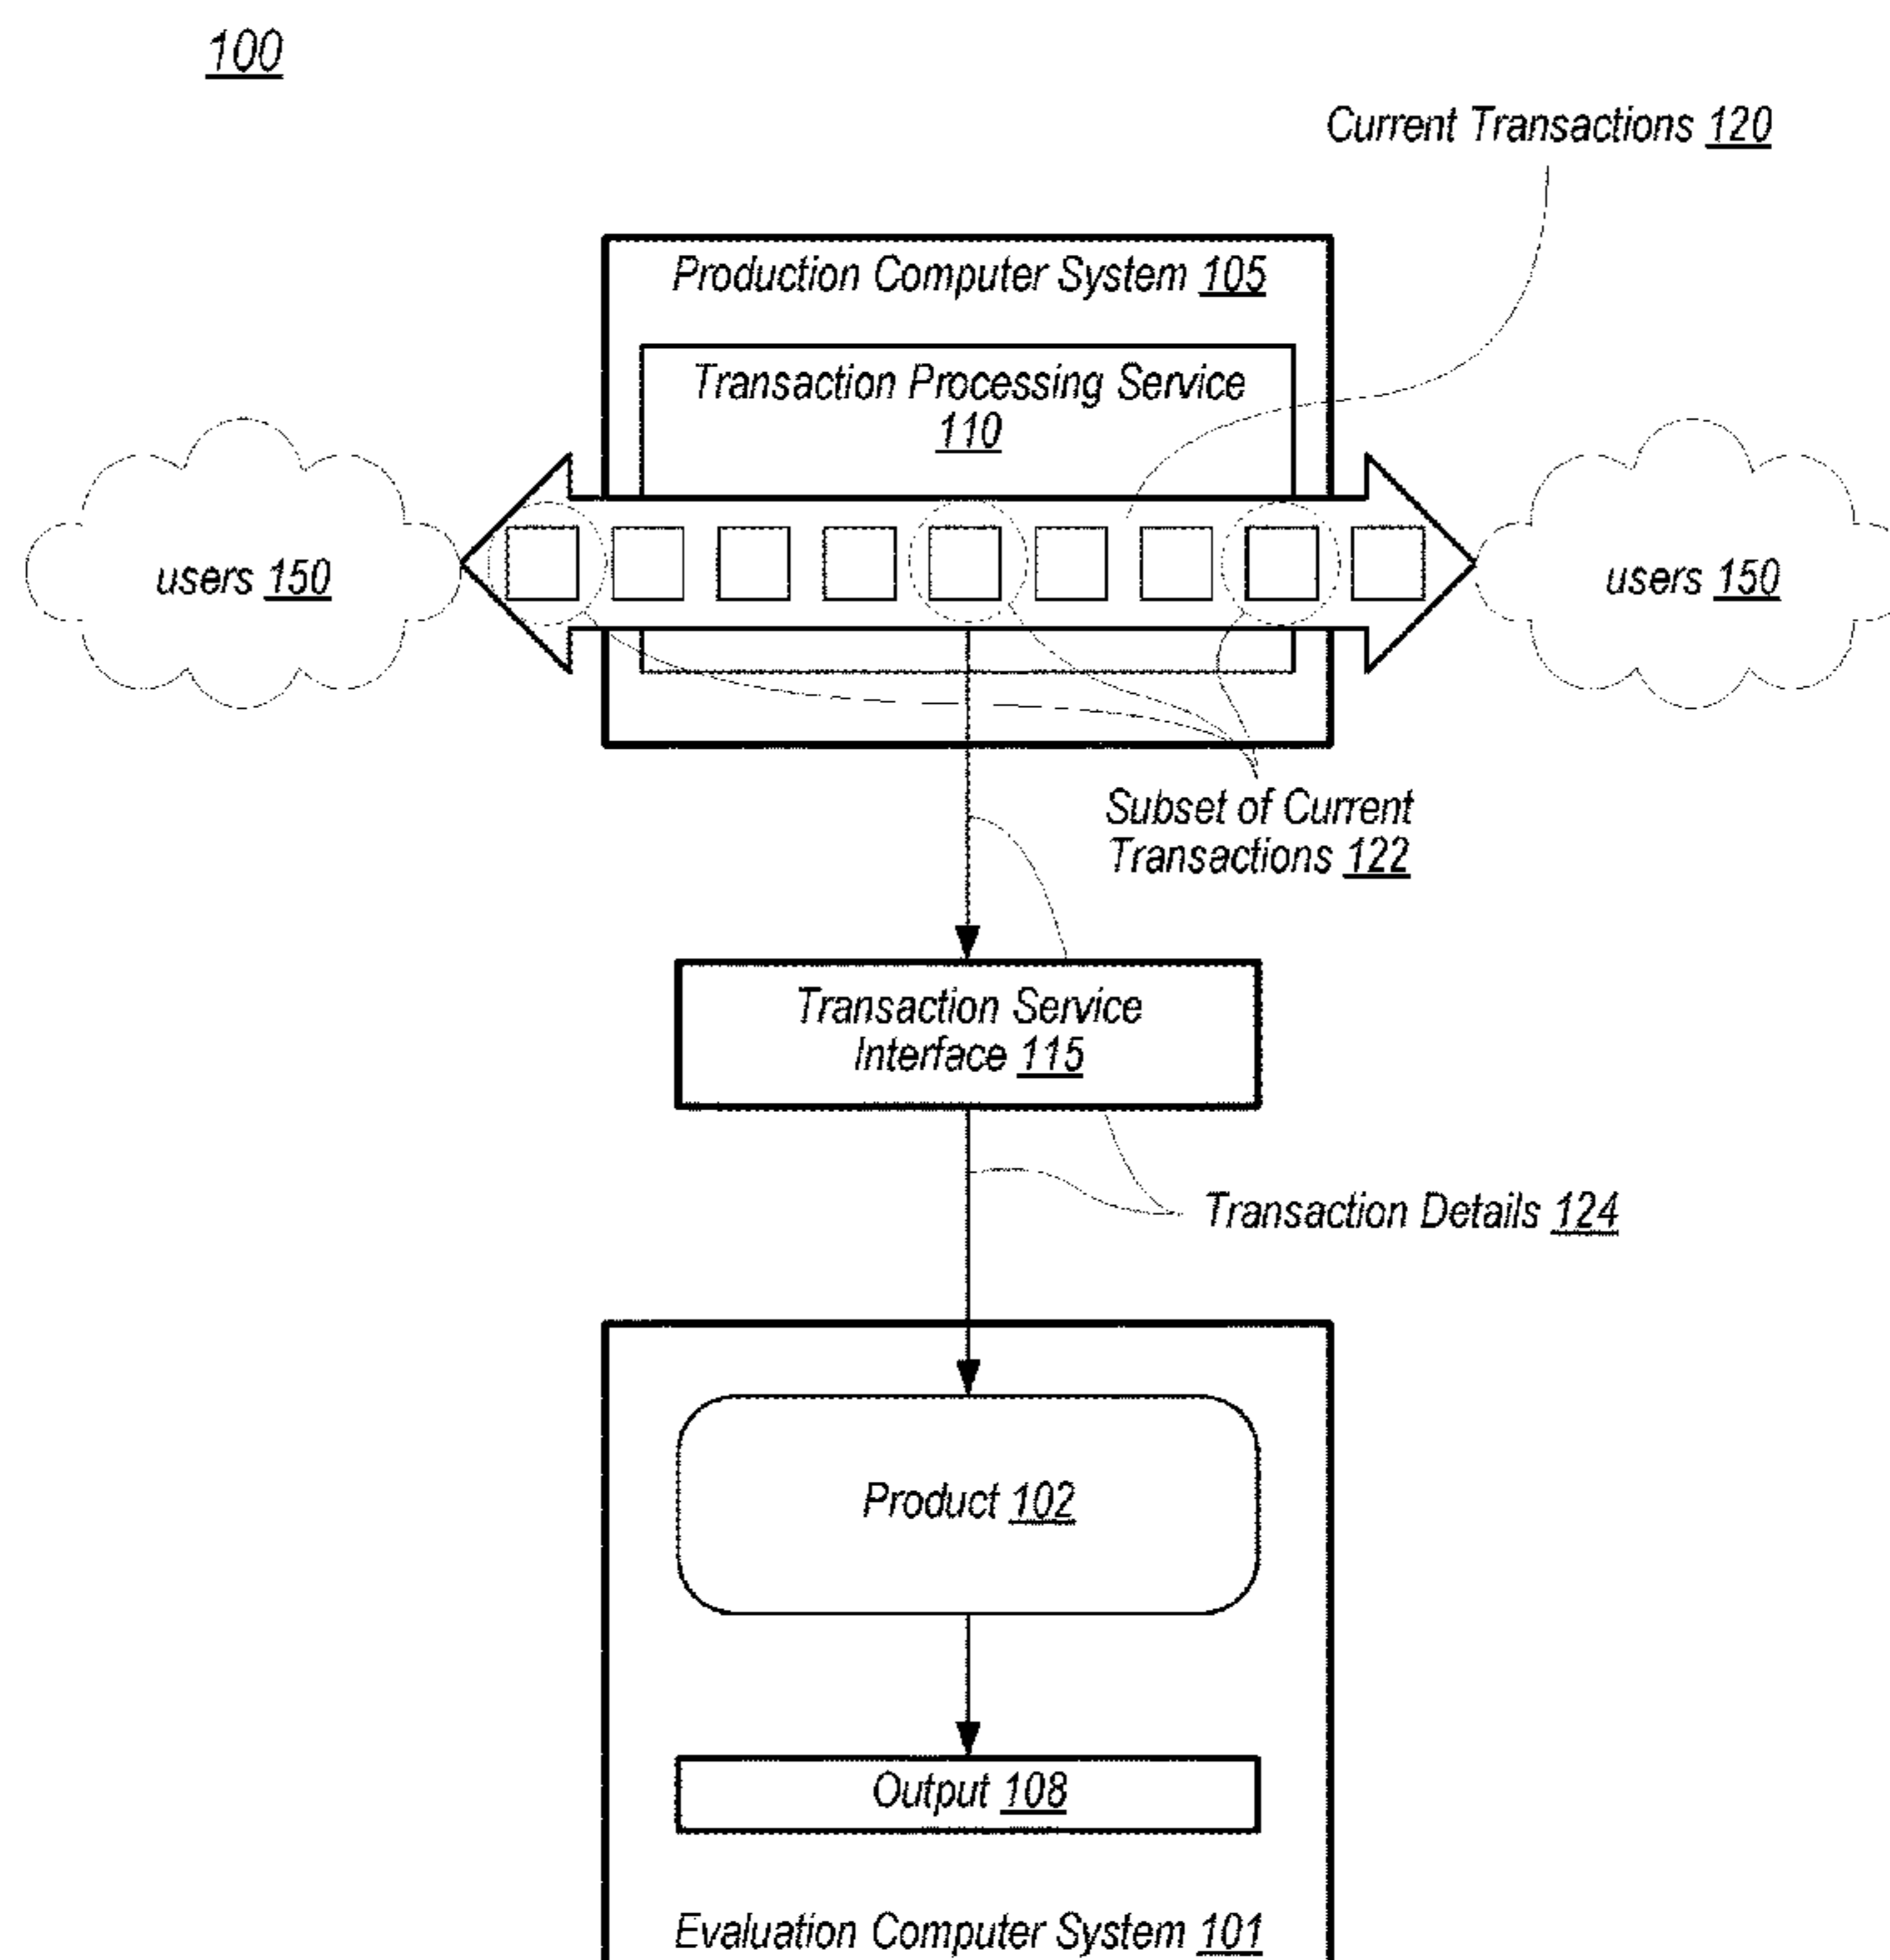 100
Current Transactions 120
Production Computer System 105
Transaction Processing Service
110
users 150
users 150
Subset of Current
Transactions 122
Transaction Service
Interface 115
Transaction Details 124
Product 102
Output 108
Evaluation Computer System 101